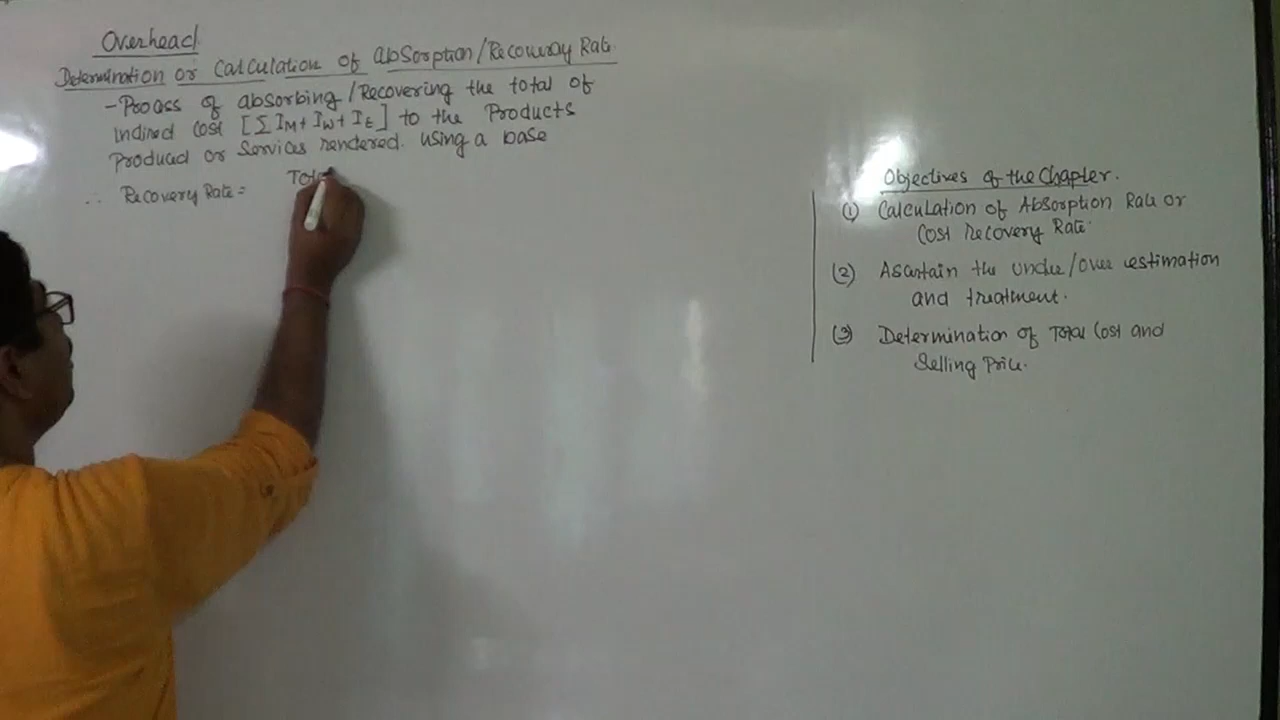 Overhead
Determination or Calculation of Absorption/Recovery Rate
- Process of absorbing/Recovering the total of
Indirect Cost [Σ IM + IW + IE] to the Products
Produced or Services rendered. using a base
∴ Recovery Rate = Tota
Objectives of the Chapter.
(1) Calculation of Absorption Rate or
Cost recovery Rate.
(2) Ascertain the under/over estimation
and treatment.
(3) Determination of Total Cost and
Selling Price.